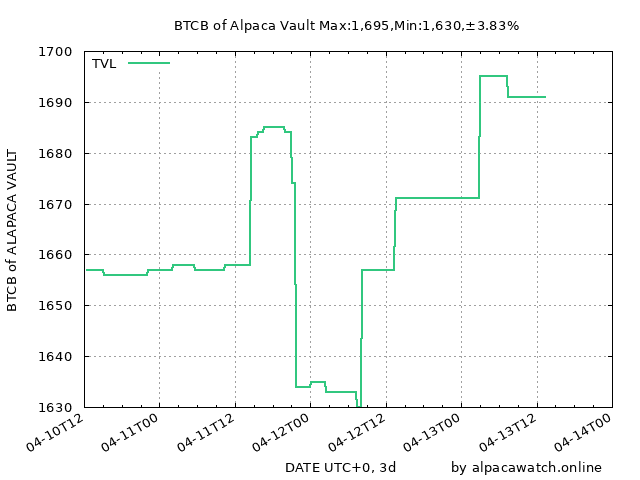 BTCB of Alpaca Vault Max:1,695,Min:1,630,±3.83%
TVL
BTCB of ALAPACA VAULT
1700
1690
1680
1670
1660
1650
1640
1630
04-10T12
04-11T00
04-11T12
04-12T00
04-12T12
04-13T00
04-13T12
04-14T00
DATE UTC+0, 3d
by alpacawatch.online